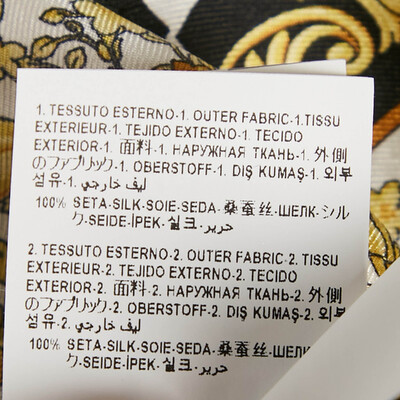 1. TESSUTO ESTERNO-1. OUTER FABRIC-1.TISSU
EXTERIEUR-1. TEJIDO EXTERNO-1. TECIDO
EXTERIOR-1. 面料-1. НАРУЖНАЯ ТКАНЬ-1. 外側
のファブリック-1. OBERSTOFF-1. DIŞ KUMAŞ-1. 외부
섬유-1. ليف خارجي
100% SETA-SILK-SOIE-SEDA- 桑蚕丝-ШЕЛК-シル
ク-SEIDE-İPEK- 실크- حرير
2. TESSUTO ESTERNO-2. OUTER FABRIC-2. TISSU
EXTERIEUR-2. TEJIDO EXTERNO-2. TECIDO
EXTERIOR-2. 面料-2. НАРУЖНАЯ ТКАНЬ-2. 外側
のファブリック-2. OBERSTOFF-2. DIŞ KUMAŞ-2. 외부
섬유-2. ليف خارجي
100% SETA-SILK-SOIE-SEDA- 桑蚕丝-ШЕЛК
ク-SEIDE-İPEK- 실크- حرير